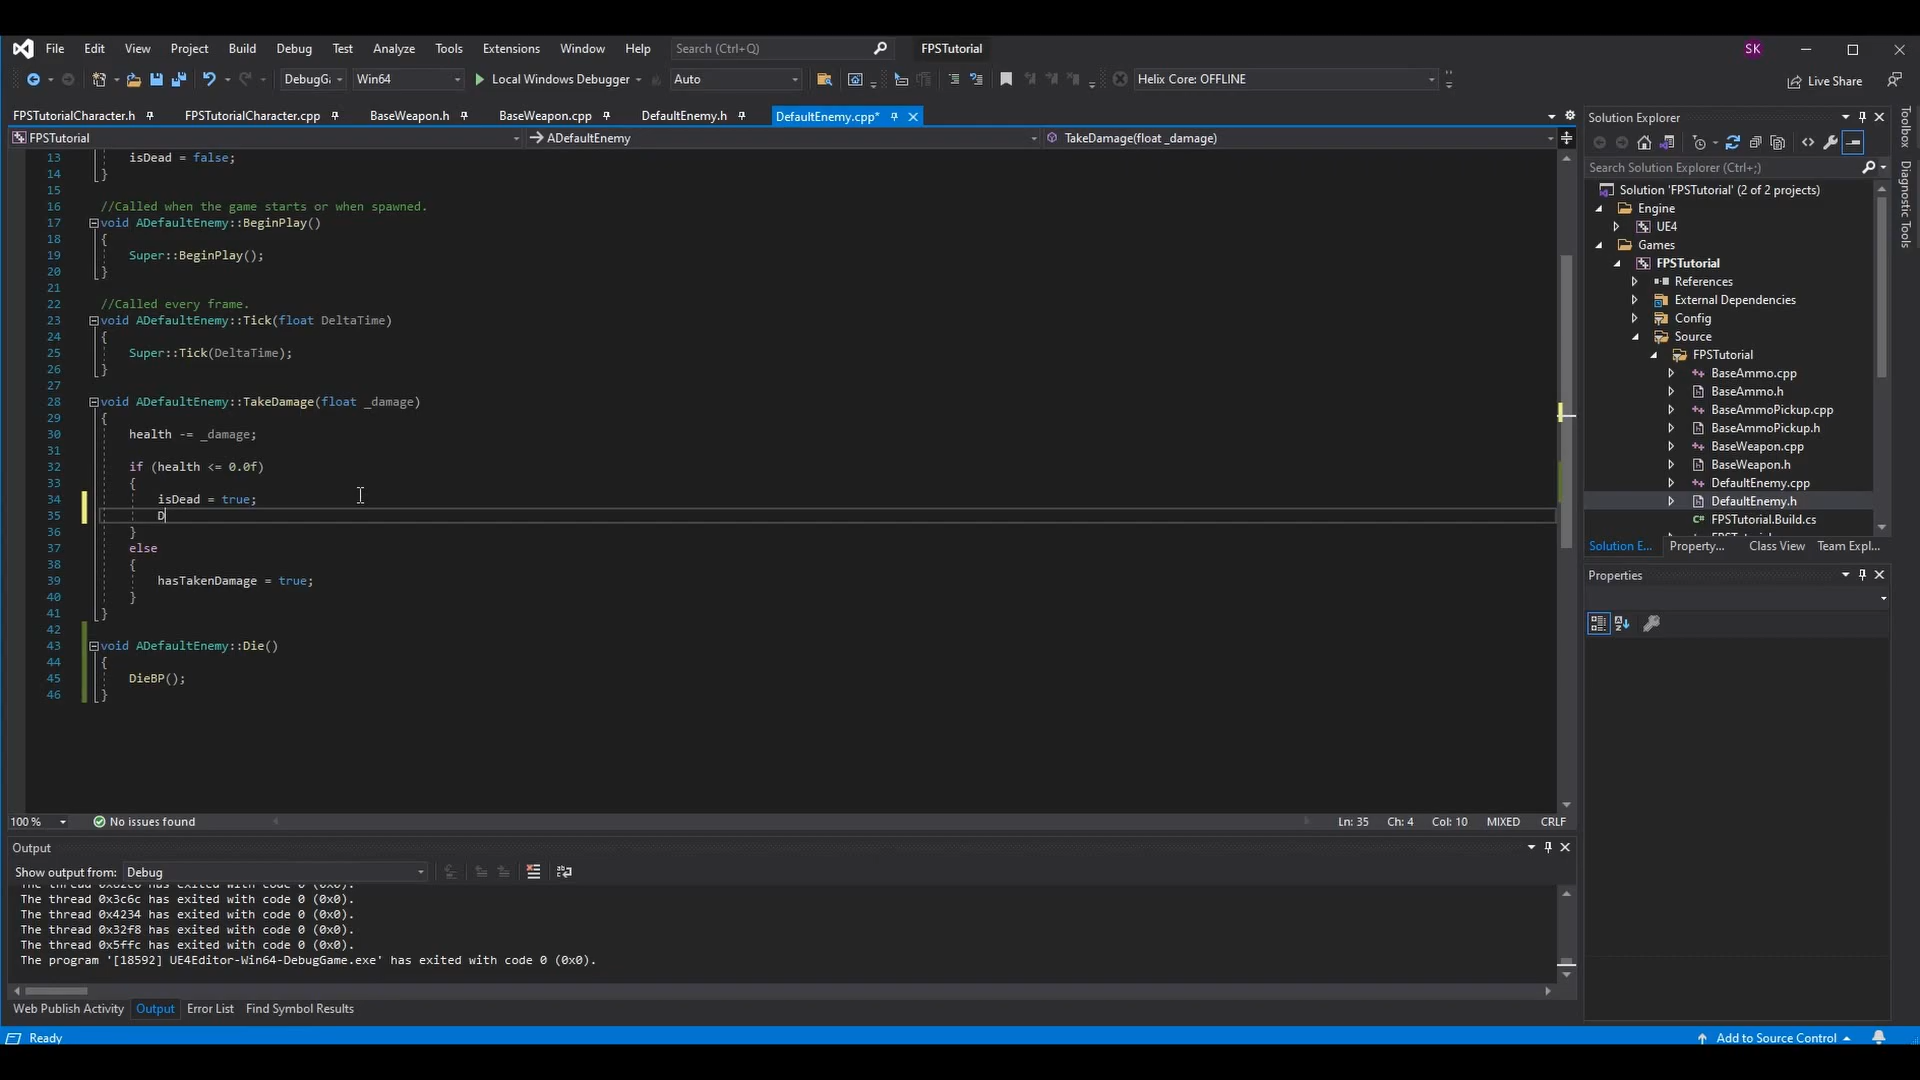 File Edit View Project Build Debug Test Analyze Tools Extensions Window Help Search (Ctrl+Q) FPSTutorial SK
DebugG Win64 Local Windows Debugger Auto Helix Core: OFFLINE Live Share
FPSTutorialCharacter.h FPSTutorialCharacter.cpp BaseWeapon.h BaseWeapon.cpp DefaultEnemy.h DefaultEnemy.cpp*
FPSTutorial ADefaultEnemy TakeDamage(float _damage)
13 isDead = false;
14 }
15
16 //Called when the game starts or when spawned.
17 void ADefaultEnemy::BeginPlay()
18 {
19 Super::BeginPlay();
20 }
21
22 //Called every frame.
23 void ADefaultEnemy::Tick(float DeltaTime)
24 {
25 Super::Tick(DeltaTime);
26 }
27
28 void ADefaultEnemy::TakeDamage(float _damage)
29 {
30 health -= _damage;
31
32 if (health <= 0.0f)
33 {
34 isDead = true;
35 D
36 }
37 else
38 {
39 hasTakenDamage = true;
40 }
41 }
42
43 void ADefaultEnemy::Die()
44 {
45 DieBP();
46 }
100 % No issues found Ln: 35 Ch: 4 Col: 10 MIXED CRLF
Output
Show output from: Debug
The thread 0x3c6c has exited with code 0 (0x0).
The thread 0x4234 has exited with code 0 (0x0).
The thread 0x32f8 has exited with code 0 (0x0).
The thread 0x5ffc has exited with code 0 (0x0).
The program '[18592] UE4Editor-Win64-DebugGame.exe' has exited with code 0 (0x0).
Web Publish Activity Output Error List Find Symbol Results
Ready Add to Source Control
Solution Explorer
Search Solution Explorer (Ctrl+;)
Solution 'FPSTutorial' (2 of 2 projects)
Engine
UE4
Games
FPSTutorial
References
External Dependencies
Config
Source
FPSTutorial
BaseAmmo.cpp
BaseAmmo.h
BaseAmmoPickup.cpp
BaseAmmoPickup.h
BaseWeapon.cpp
BaseWeapon.h
DefaultEnemy.cpp
DefaultEnemy.h
FPSTutorial.Build.cs
Solution E... Property... Class View Team Expl...
Properties
Toolbox
Diagnostic Tools